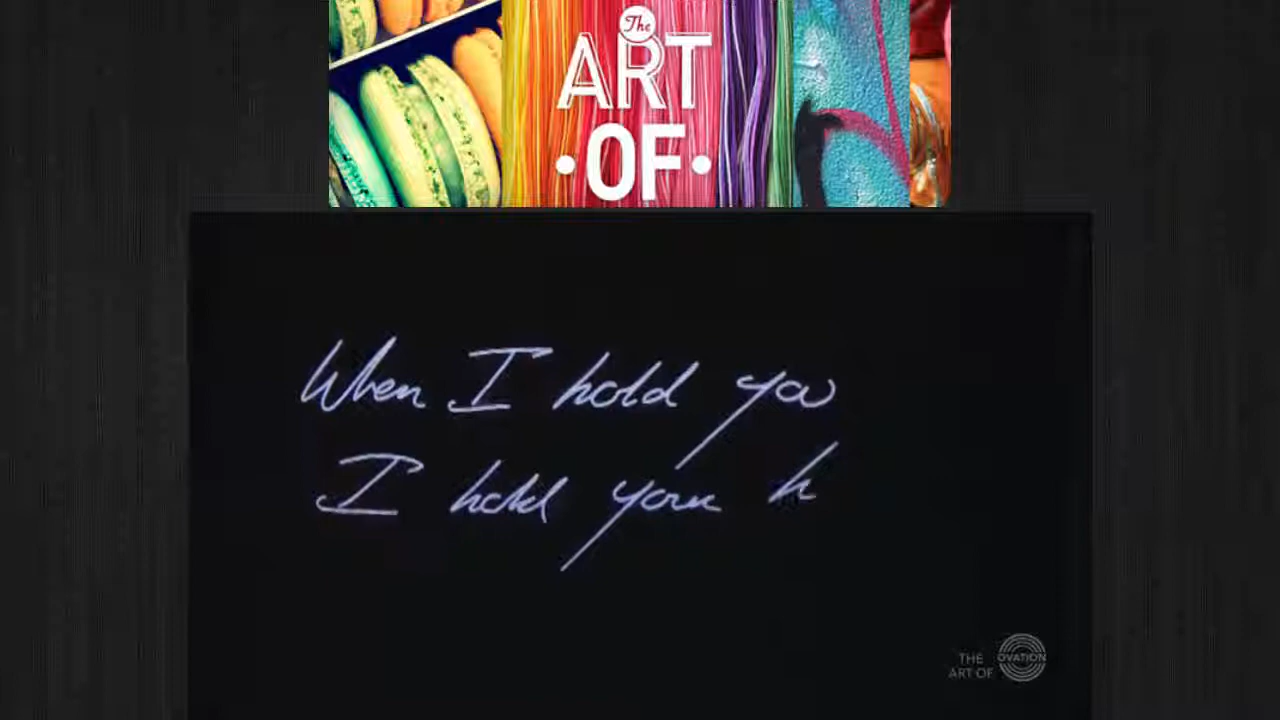 The
ART
• OF •
When I hold you
I hold your h
THE
ART OF
OVATION